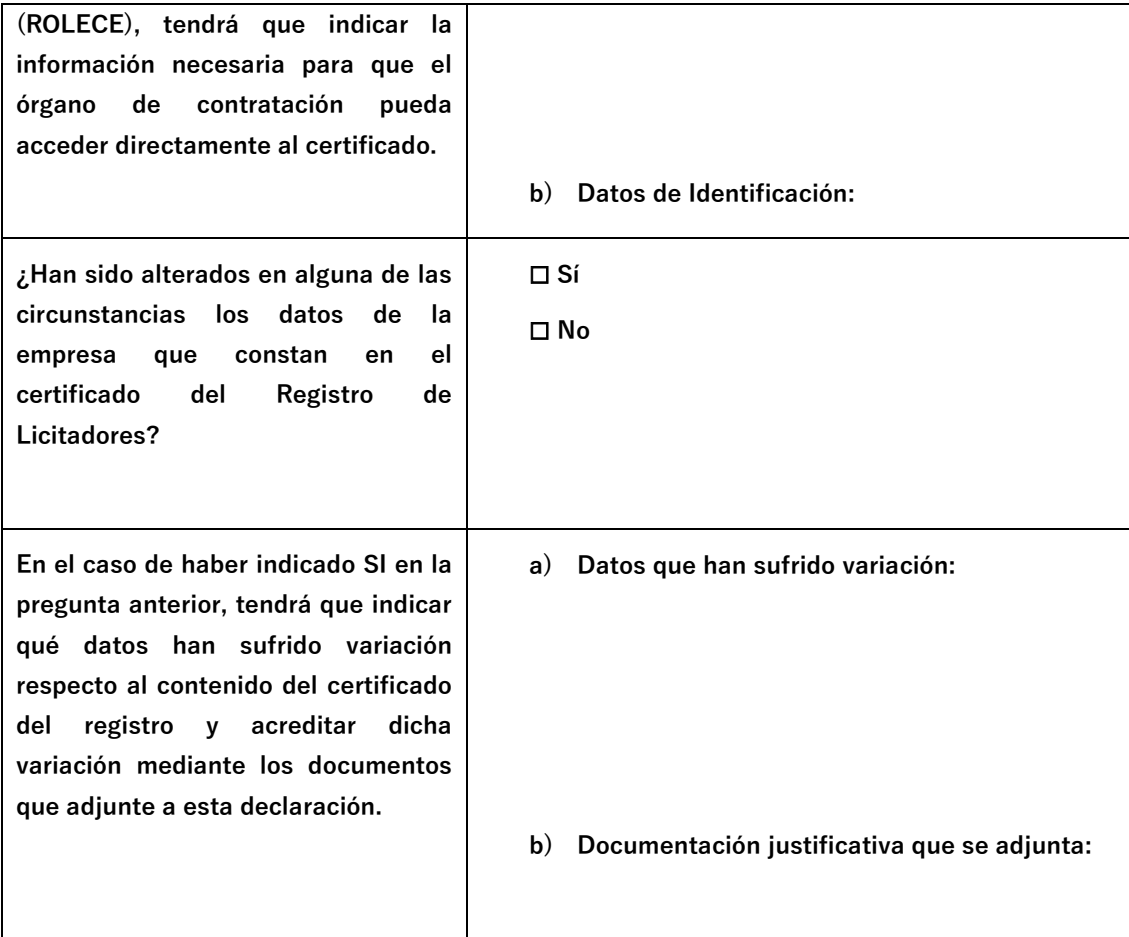 (ROLECE), tendrá que indicar la
información necesaria para que el
órgano de contratación pueda
acceder directamente al certificado.
b) Datos de Identificación:
¿Han sido alterados en alguna de las
circunstancias los datos de la
empresa que constan en el
certificado del Registro de
Licitadores?
☐ Sí
☐ No
En el caso de haber indicado SI en la
pregunta anterior, tendrá que indicar
qué datos han sufrido variación
respecto al contenido del certificado
del registro y acreditar dicha
variación mediante los documentos
que adjunte a esta declaración.
a) Datos que han sufrido variación:
b) Documentación justificativa que se adjunta: